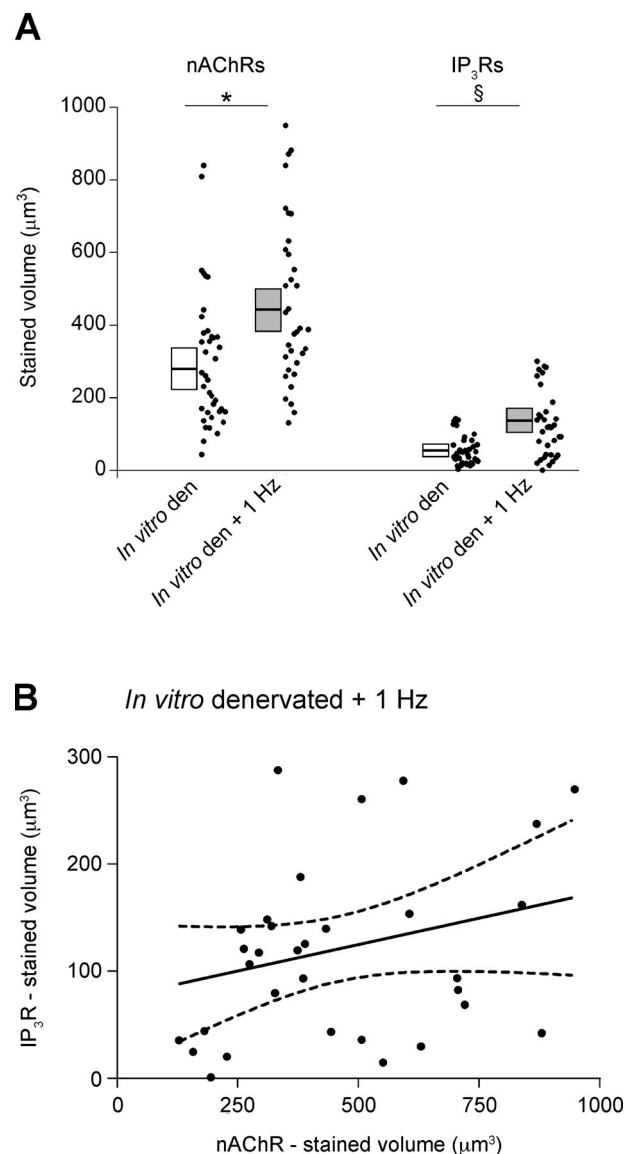 A
nAChRs IP₃Rs
* §
Stained volume (μm³)
1000
800
600
400
200
0
In vitro den
In vitro den + 1 Hz
In vitro den
In vitro den + 1 Hz
B In vitro denervated + 1 Hz
IP₃R - stained volume (μm³)
300
200
100
0
0 250 500 750 1000
nAChR - stained volume (μm³)